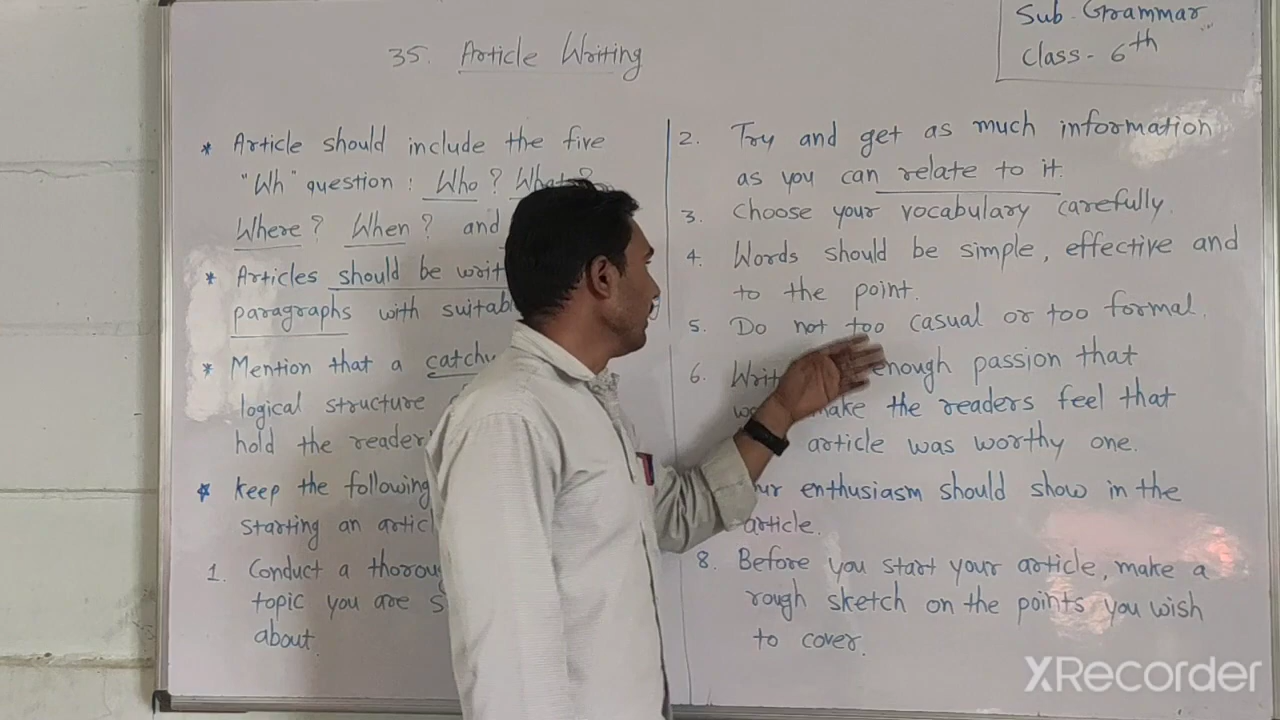 Sub. Grammar
Class - 6th
35. Article Writing
* Article should include the five
"Wh" question : Who ? What ?
Where ? When ? and
* Articles should be writ
paragraphs with suitab
* Mention that a catchy
logical structure
hold the reader
* Keep the following
starting an artic
1. Conduct a thorou
topic you are s
about.
2. Try and get as much information
as you can relate to it.
3. Choose your vocabulary carefully.
4. Words should be simple, effective and
to the point.
5. Do not too casual or too formal.
6. Writ enough passion that
make the readers feel that
article was worthy one.
ur enthusiasm should show in the
article.
8. Before you start your article, make a
rough sketch on the points you wish
to cover.
XRecorder